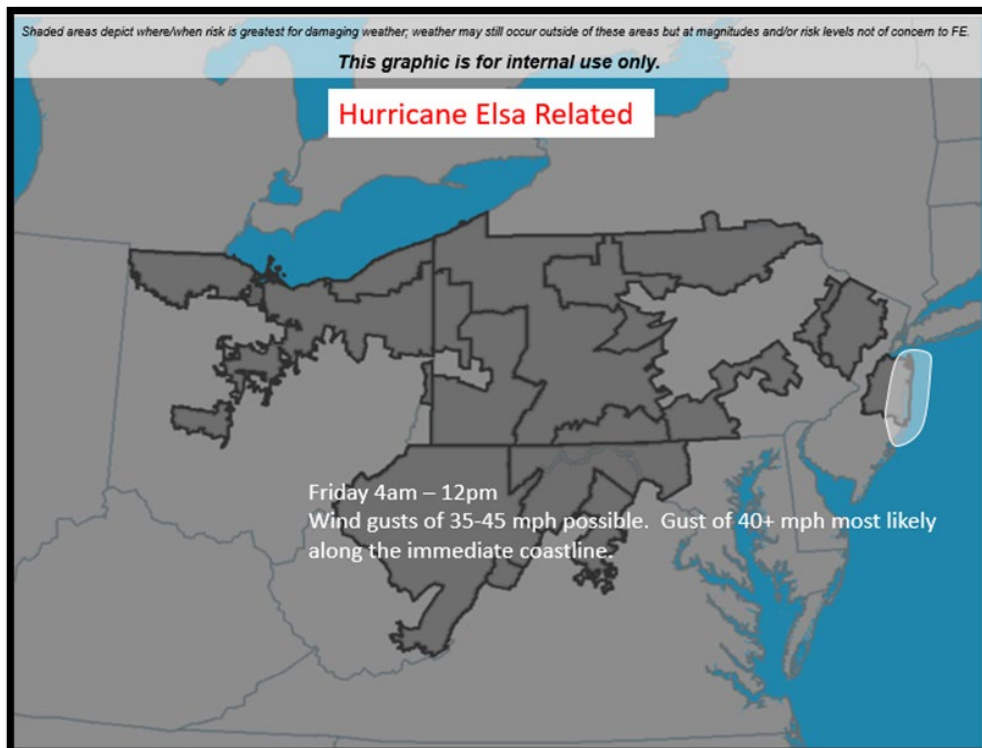 Shaded areas depict where/when risk is greatest for damaging weather; weather may still occur outside of these areas but at magnitudes and/or risk levels not of concern to FE.
This graphic is for internal use only.
Hurricane Elsa Related
Friday 4am – 12pm
Wind gusts of 35-45 mph possible.  Gust of 40+ mph most likely
along the immediate coastline.